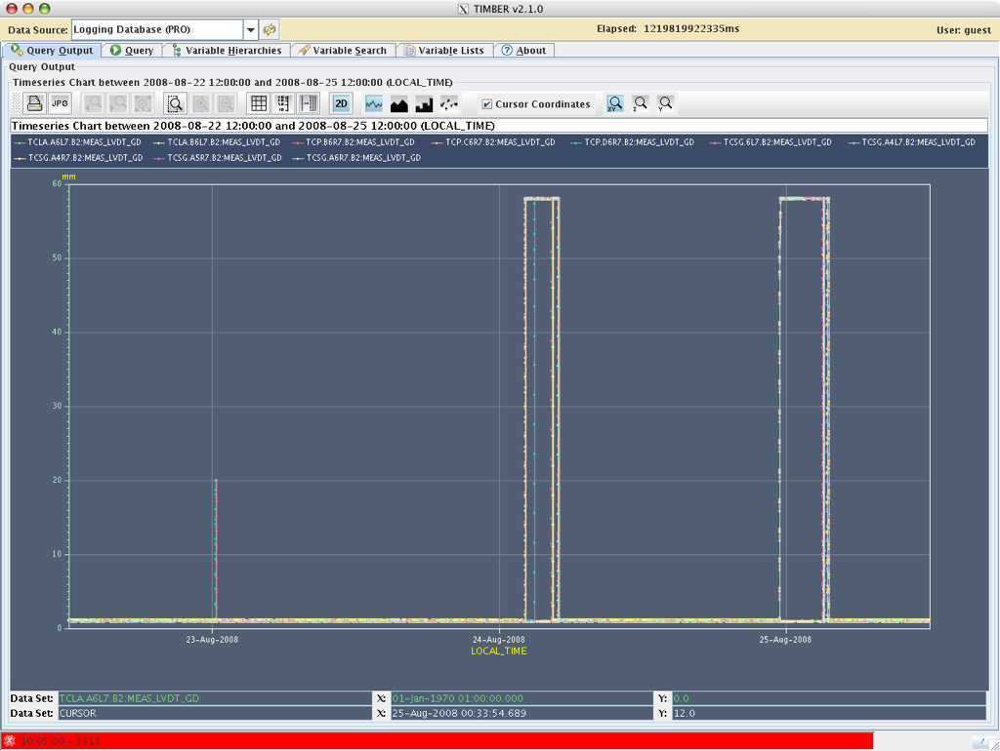 TIMBER v2.1.0
Data Source: Logging Database (PRO) Elapsed: 1219819922335ms User: guest
Query Output Query Variable Hierarchies Variable Search Variable Lists About
Query Output
Timeseries Chart between 2008-08-22 12:00:00 and 2008-08-25 12:00:00 (LOCAL_TIME)
JPG 2D Cursor Coordinates XY X Y
Timeseries Chart between 2008-08-22 12:00:00 and 2008-08-25 12:00:00 (LOCAL_TIME)
TCLA.A6L7.B2:MEAS_LVDT_GD TCLA.B6L7.B2:MEAS_LVDT_GD TCP.B6R7.B2:MEAS_LVDT_GD TCP.C6R7.B2:MEAS_LVDT_GD TCP.D6R7.B2:MEAS_LVDT_GD TCSG.6L7.B2:MEAS_LVDT_GD TCSG.A4L7.B2:MEAS_LVDT_GD
TCSG.A4R7.B2:MEAS_LVDT_GD TCSG.A5R7.B2:MEAS_LVDT_GD TCSG.A6R7.B2:MEAS_LVDT_GD
mm
60
50
40
30
20
10
0
23-Aug-2008 24-Aug-2008 25-Aug-2008
LOCAL_TIME
Data Set: TCLA.A6L7.B2:MEAS_LVDT_GD X: 01-Jan-1970 01:00:00.000 Y: 0.0
Data Set: CURSOR X: 25-Aug-2008 00:33:54.689 Y: 12.0
10:05:00 - 3613